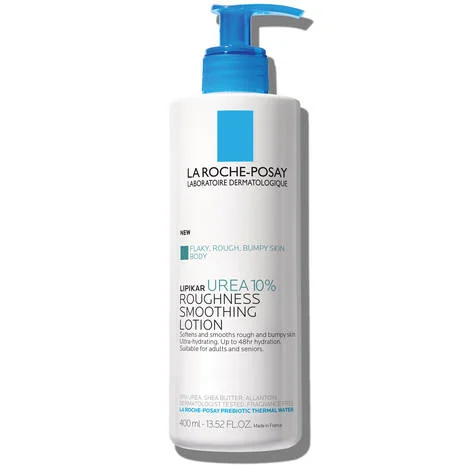 LA ROCHE-POSAY
LABORATOIRE DERMATOLOGIQUE
NEW
FLAKY, ROUGH, BUMPY SKIN
BODY
LIPIKAR UREA 10%
ROUGHNESS
SMOOTHING
LOTION
Softens and smooths rough and bumpy skin.
Ultra-hydrating. Up to 48hr hydration.
Suitable for adults and seniors.
10% UREA, SHEA BUTTER, ALLANTOIN
DERMATOLOGIST TESTED. FRAGRANCE FREE
LA ROCHE-POSAY PREBIOTIC THERMAL WATER
400 ml - 13.52 FL.OZ. Made in France